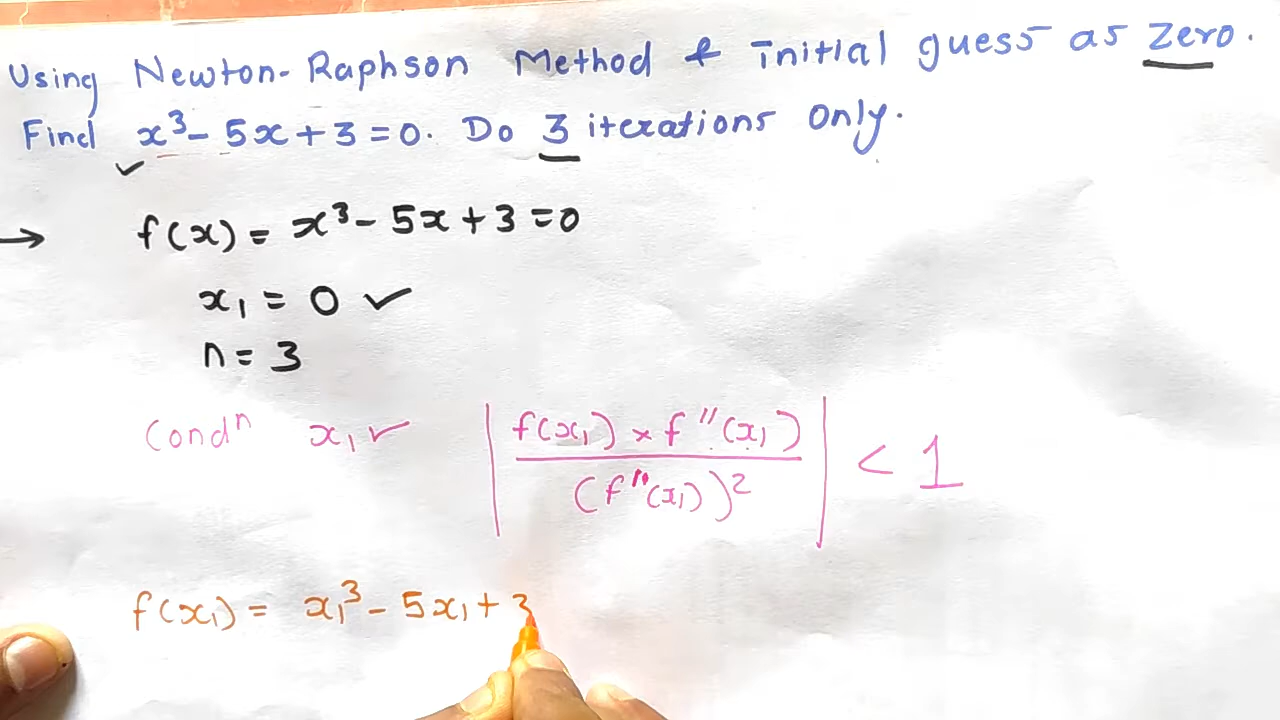 Using Newton-Raphson Method & initial guess as zero.
Find x³ - 5x + 3 = 0. Do 3 iterations only.
→ f(x) = x³ - 5x + 3 = 0
x₁ = 0 ✓
n = 3
Condⁿ x₁ ✓ | f(x₁) × f''(x₁) / (f''(x₁))² | < 1
f(x₁) = x₁³ - 5x₁ + 3